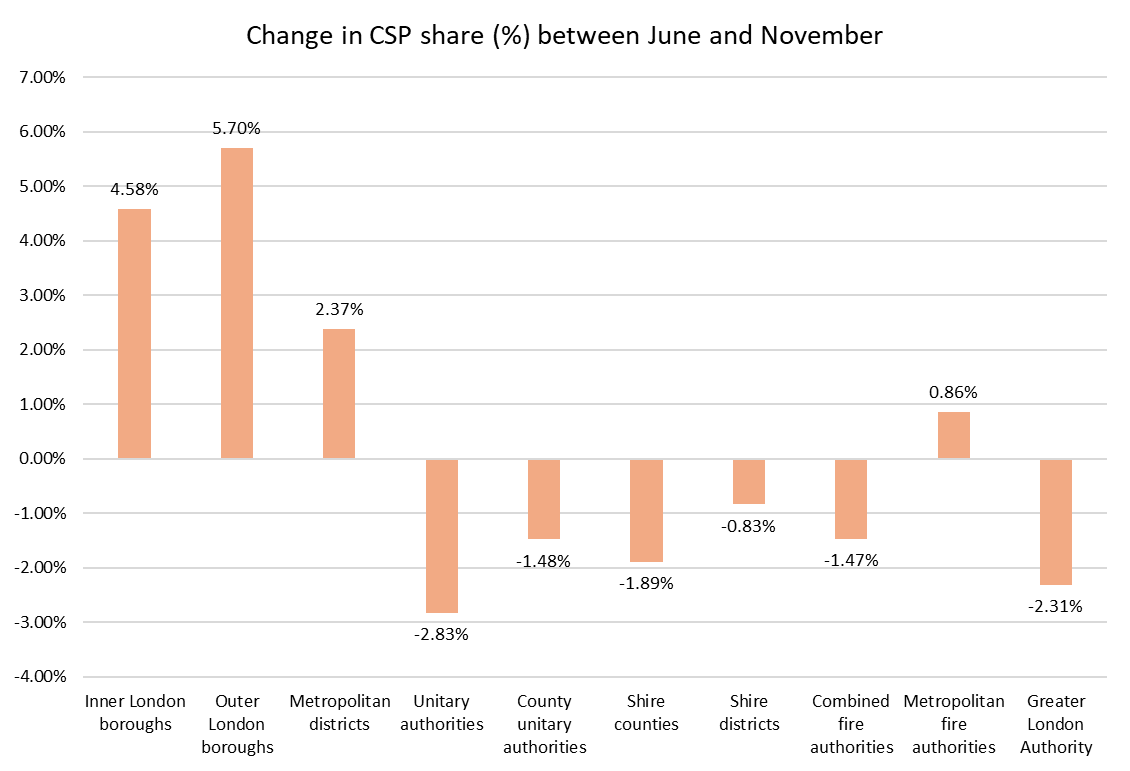 Change in CSP share (%) between June and November
7.00%
6.00%
5.00%
4.00%
3.00%
2.00%
1.00%
0.00%
-1.00%
-2.00%
-3.00%
-4.00%
4.58%
5.70%
2.37%
-2.83%
-1.48%
-1.89%
-0.83%
-1.47%
0.86%
-2.31%
Inner London
boroughs
Outer
London
boroughs
Metropolitan
districts
Unitary
authorities
County
unitary
authorities
Shire
counties
Shire
districts
Combined
fire
authorities
Metropolitan
fire
authorities
Greater
London
Authority